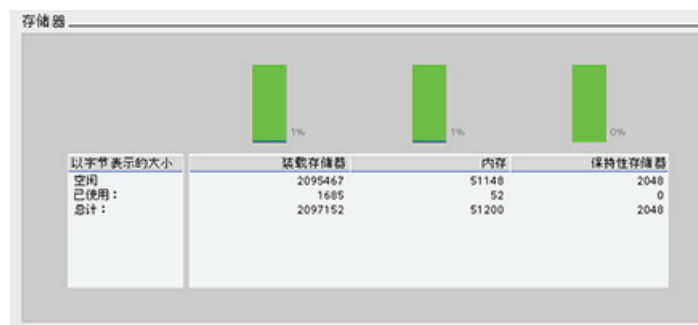 存储器
1% 1% 0%
以字节表示的大小 装载存储器 内存 保持性存储器
空闲 2095467 51148 2048
已使用： 1685 52 0
总计： 2097152 51200 2048